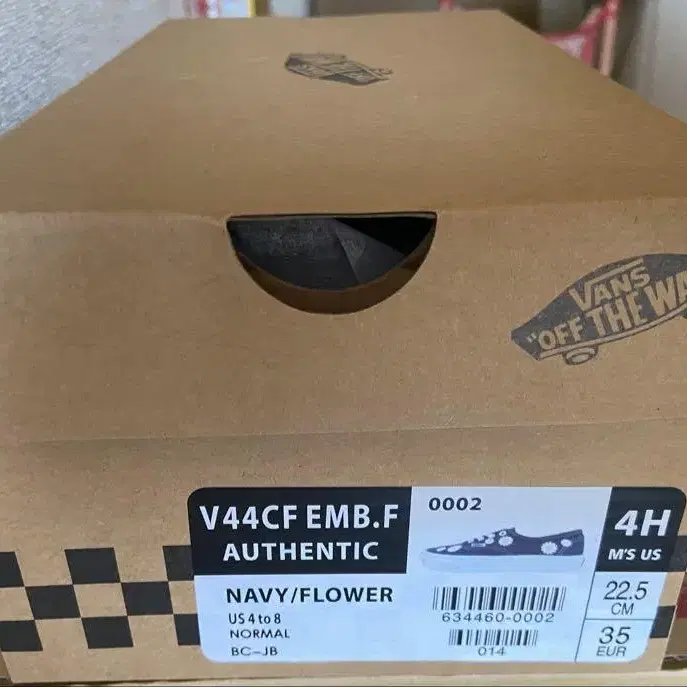 VANS
"OFF THE WA
V44CF EMB.F
AUTHENTIC
0002
4H
M'S US
NAVY/FLOWER
US 4 to 8
NORMAL
BC-JB
634460-0002
014
22.5
CM
35
EUR